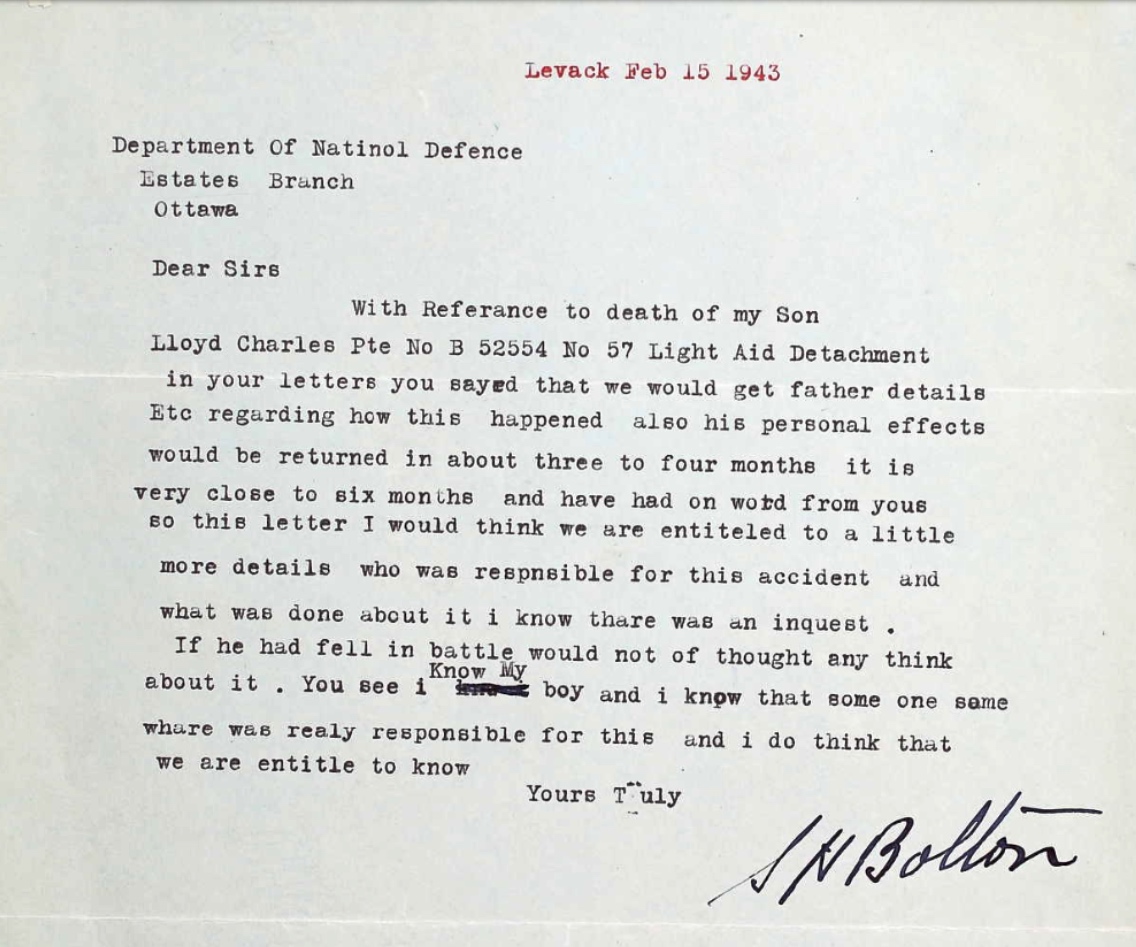 Levack Feb 15 1943
Department Of Natinol Defence
Estates Branch
Ottawa
Dear Sirs
With Referance to death of my Son
Lloyd Charles Pte No B 52554 No 57 Light Aid Detachment
in your letters you sayed that we would get father details
Etc regarding how this happened also his personal effects
would be returned in about three to four months it is
very close to six months and have had on word from yous
so this letter I would think we are entiteled to a little
more details who was respnsible for this accident and
what was done about it i know thare was an inquest .
If he had fell in battle would not of thought any think
Know My
about it . You see i boy and i know that some one same
whare was realy responsible for this and i do think that
we are entitle to know
Yours Truly
S H Bolton